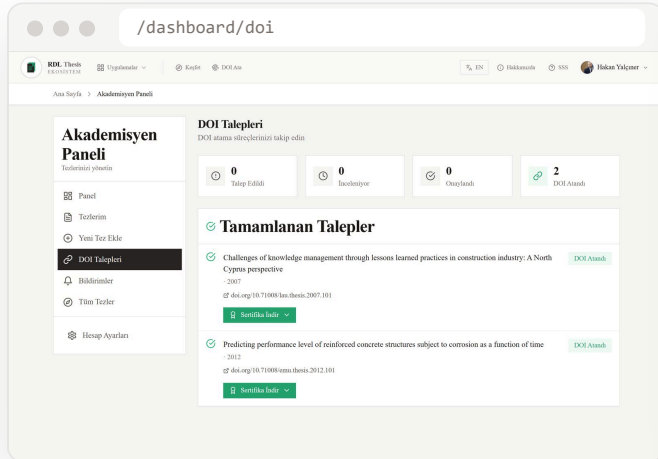 /dashboard/doi
RDL Thesis
EKOSİSTEM
Uygulamalar
Keşfet
DOI Ata
EN
Hakkımızda
SSS
Hakan Yalçıner
Ana Sayfa > Akademisyen Paneli
Akademisyen
Paneli
Tezlerinizi yönetin
Panel
Tezlerim
Yeni Tez Ekle
DOI Talepleri
Bildirimler
Tüm Tezler
Hesap Ayarları
DOI Talepleri
DOI atama süreçlerinizi takip edin
0
Talep Edildi
0
İnceleniyor
0
Onaylandı
2
DOI Atandı
Tamamlanan Talepler
Challenges of knowledge management through lessons learned practices in construction industry: A North
Cyprus perspective
DOI Atandı
· 2007
doi.org/10.71008/lau.thesis.2007.101
Sertifika İndir
Predicting performance level of reinforced concrete structures subject to corrosion as a function of time
DOI Atandı
· 2012
doi.org/10.71008/emu.thesis.2012.101
Sertifika İndir